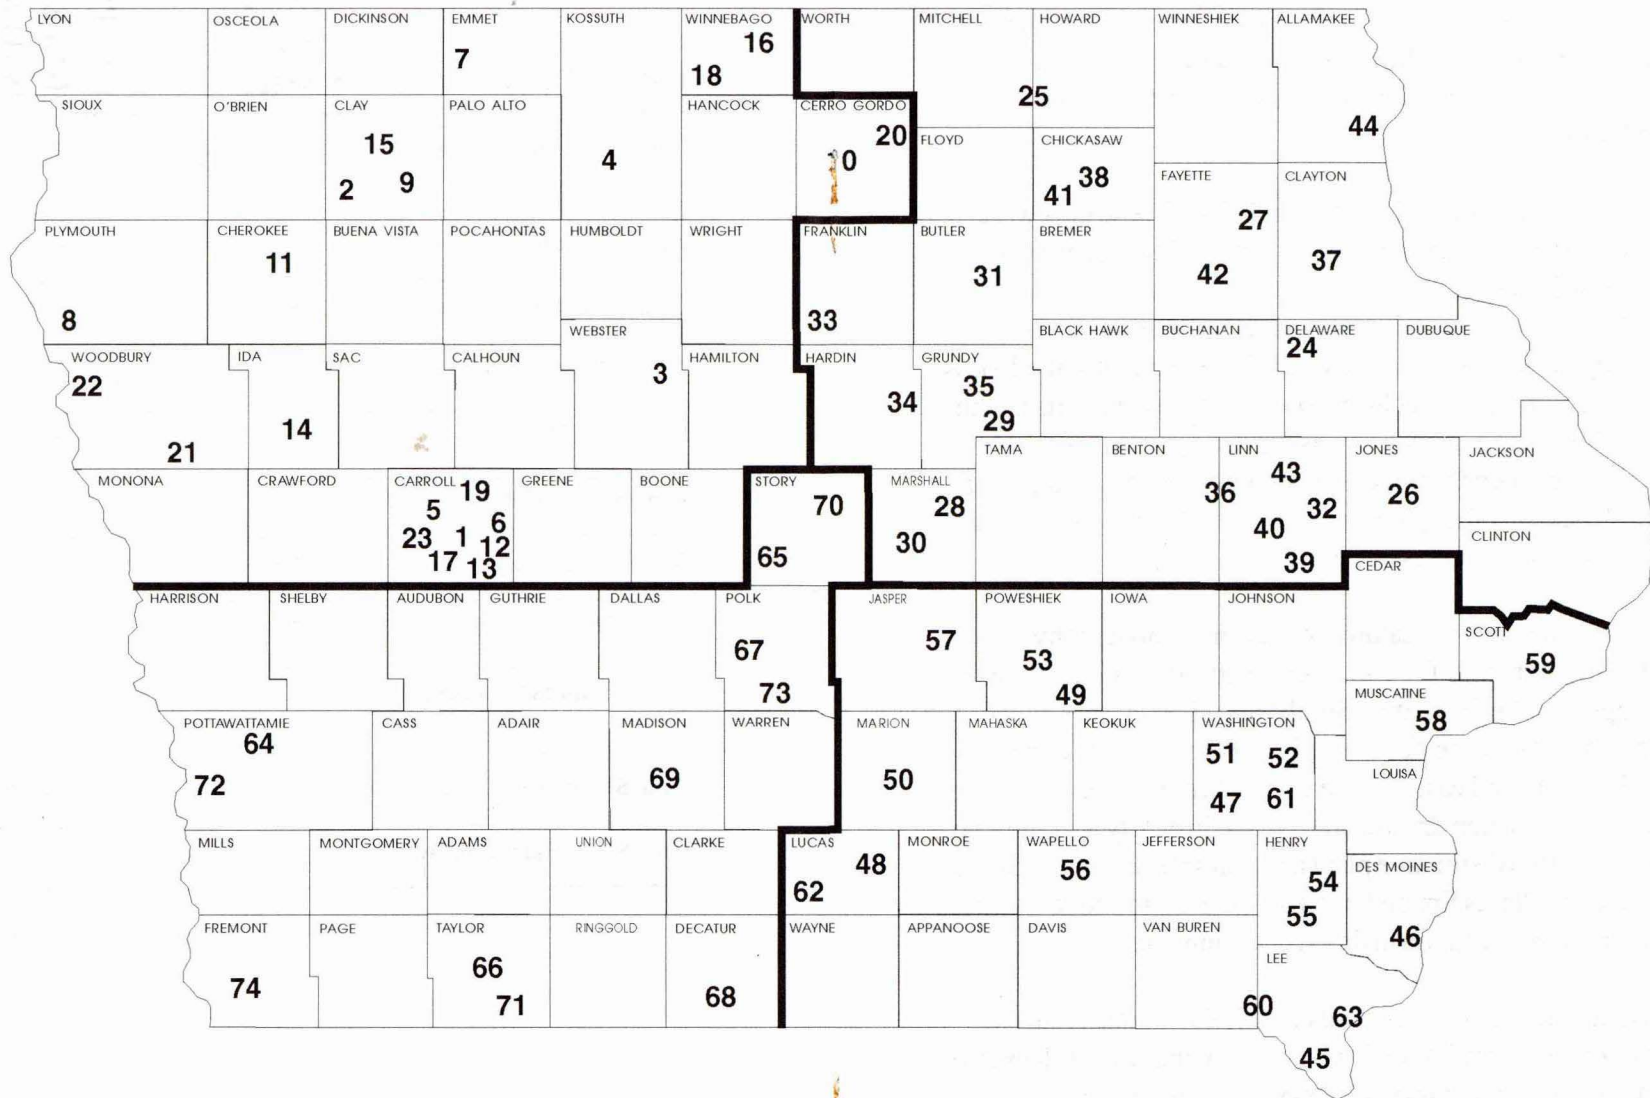 LYON OSCEOLA DICKINSON EMMET KOSSUTH WINNEBAGO WORTH MITCHELL HOWARD WINNESHIEK ALLAMAKEE
7 18 16 25 44
SIOUX O'BRIEN CLAY PALO ALTO HANCOCK CERRO GORDO
15 2 9 4 20
FLOYD CHICKASAW
41 38
FAYETTE CLAYTON
27 42 37
PLYMOUTH CHEROKEE BUENA VISTA POCAHONTAS HUMBOLDT WRIGHT FRANKLIN BUTLER BREMER
8 11 33 31
WEBSTER BLACK HAWK BUCHANAN DELAWARE DUBUQUE
3 24
WOODBURY IDA SAC CALHOUN HAMILTON HARDIN GRUNDY
22 21 14 34 35 29
TAMA BENTON LINN JONES JACKSON
36 43 32 40 39 26
MONONA CRAWFORD CARROLL GREENE BOONE STORY MARSHALL
19 5 6 23 1 12 17 13 70 65 28 30
CLINTON
CEDAR
HARRISON SHELBY AUDUBON GUTHRIE DALLAS POLK JASPER POWESHIEK IOWA JOHNSON
67 73 57 53 49
SCOTT
59
MUSCATINE
58
POTTAWATTAMIE CASS ADAIR MADISON WARREN MARION MAHASKA KEOKUK WASHINGTON
64 72 69 50 51 52 47 61
LOUISA
MILLS MONTGOMERY ADAMS UNION CLARKE LUCAS MONROE WAPELLO JEFFERSON HENRY
48 62 56 54 55
DES MOINES
46
FREMONT PAGE TAYLOR RINGGOLD DECATUR WAYNE APPANOOSE DAVIS VAN BUREN
74 66 71 68 60
LEE
63
45